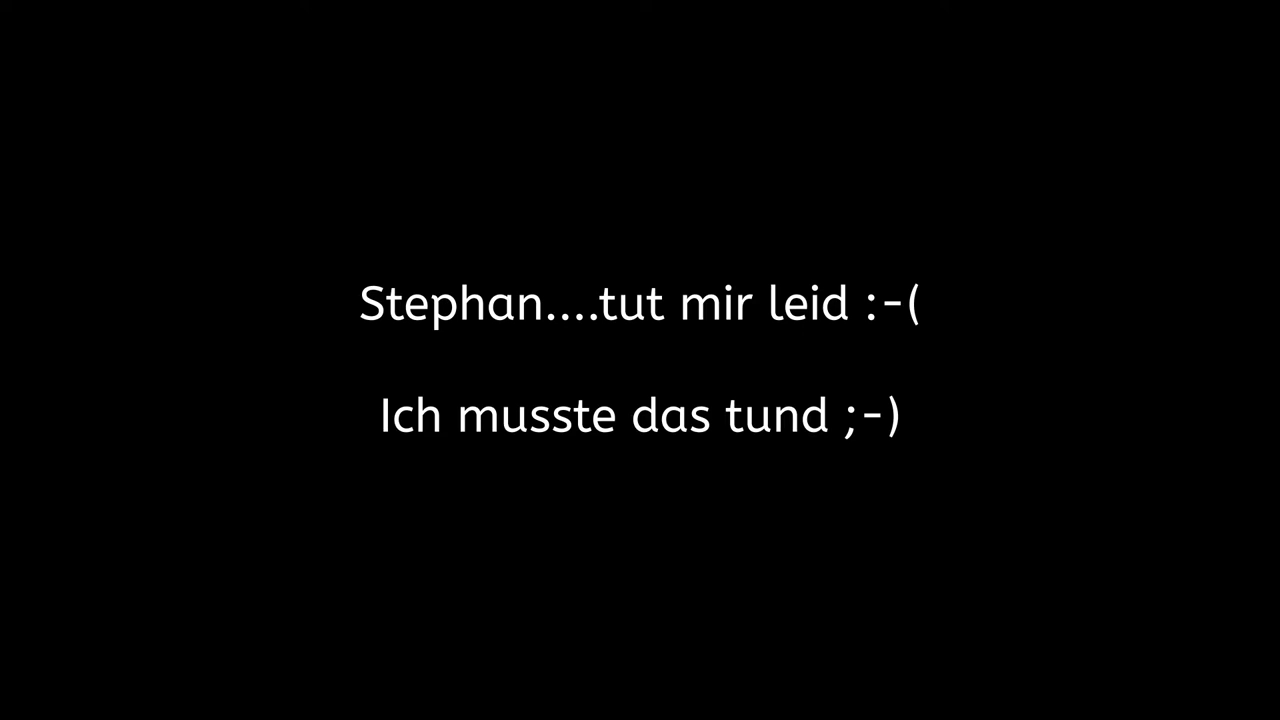 Stephan....tut mir leid :-(
Ich musste das tund ;-)